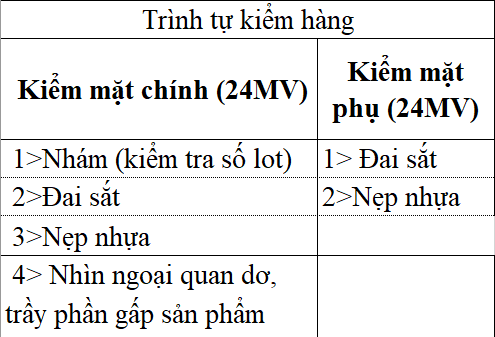 Trình tự kiểm hàng
Kiểm mặt chính (24MV)
Kiểm mặt
phụ (24MV)
1>Nhám (kiểm tra số lot)
1> Đai sắt
2>Đai sắt
2>Nẹp nhựa
3>Nẹp nhựa
4> Nhìn ngoại quan dơ,
trầy phần gấp sản phẩm